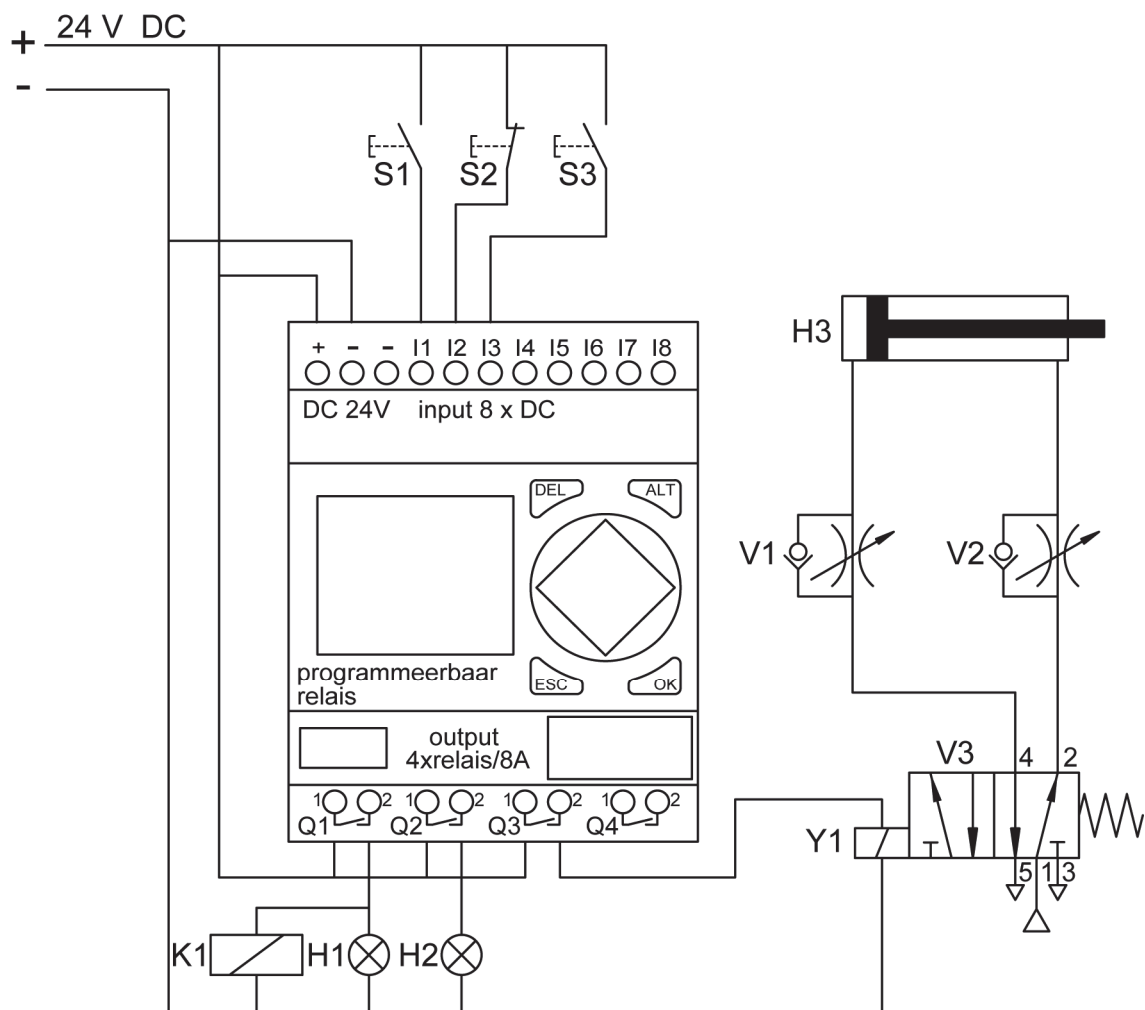 + 24 V DC
-
S1 S2 S3
+ - - I1 I2 I3 I4 I5 I6 I7 I8
DC 24V input 8 x DC
H3
DEL ALT
V1 V2
programmeerbaar
relais
ESC OK
output
4xrelais/8A
V3 4 2
1 2 1 2 1 2 1 2
Q1 Q2 Q3 Q4
Y1
5 1 3
K1 H1 H2